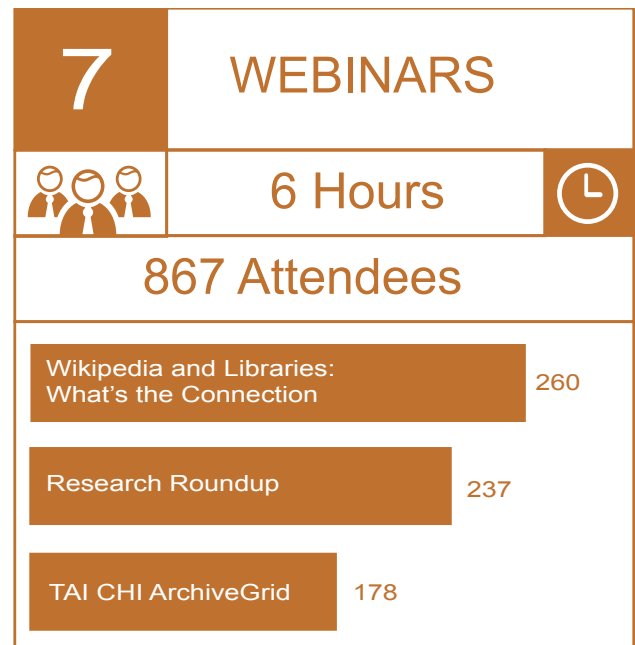 7
WEBINARS
6 Hours
867 Attendees
Wikipedia and Libraries:
What's the Connection
260
Research Roundup
237
TAI CHI ArchiveGrid
178